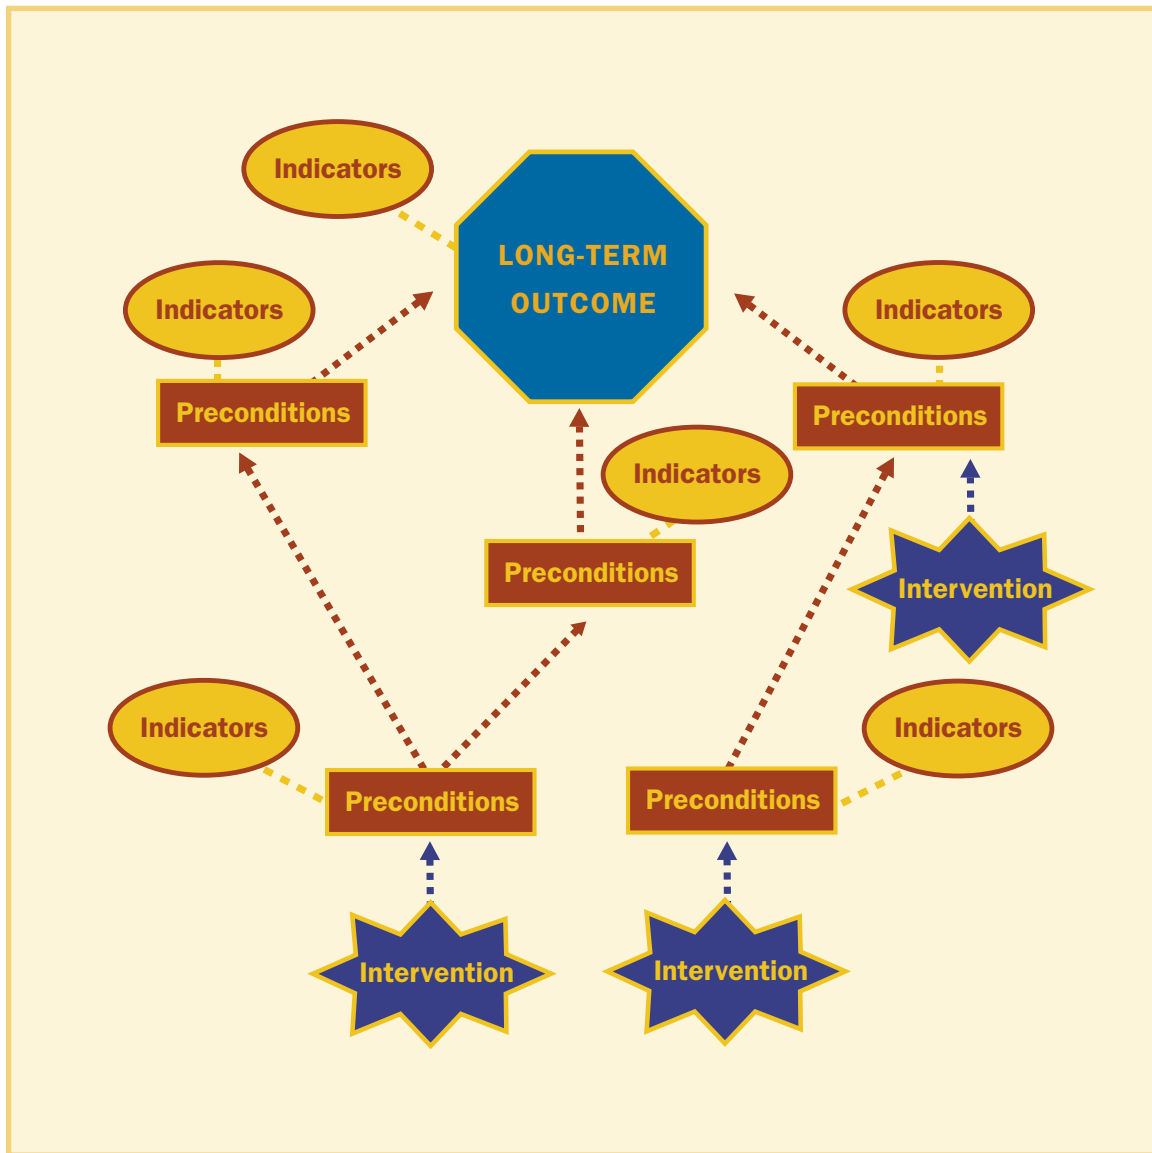 Indicators
LONG-TERM
OUTCOME
Indicators
Indicators
Preconditions
Preconditions
Indicators
Preconditions
Intervention
Indicators
Indicators
Preconditions
Preconditions
Intervention
Intervention